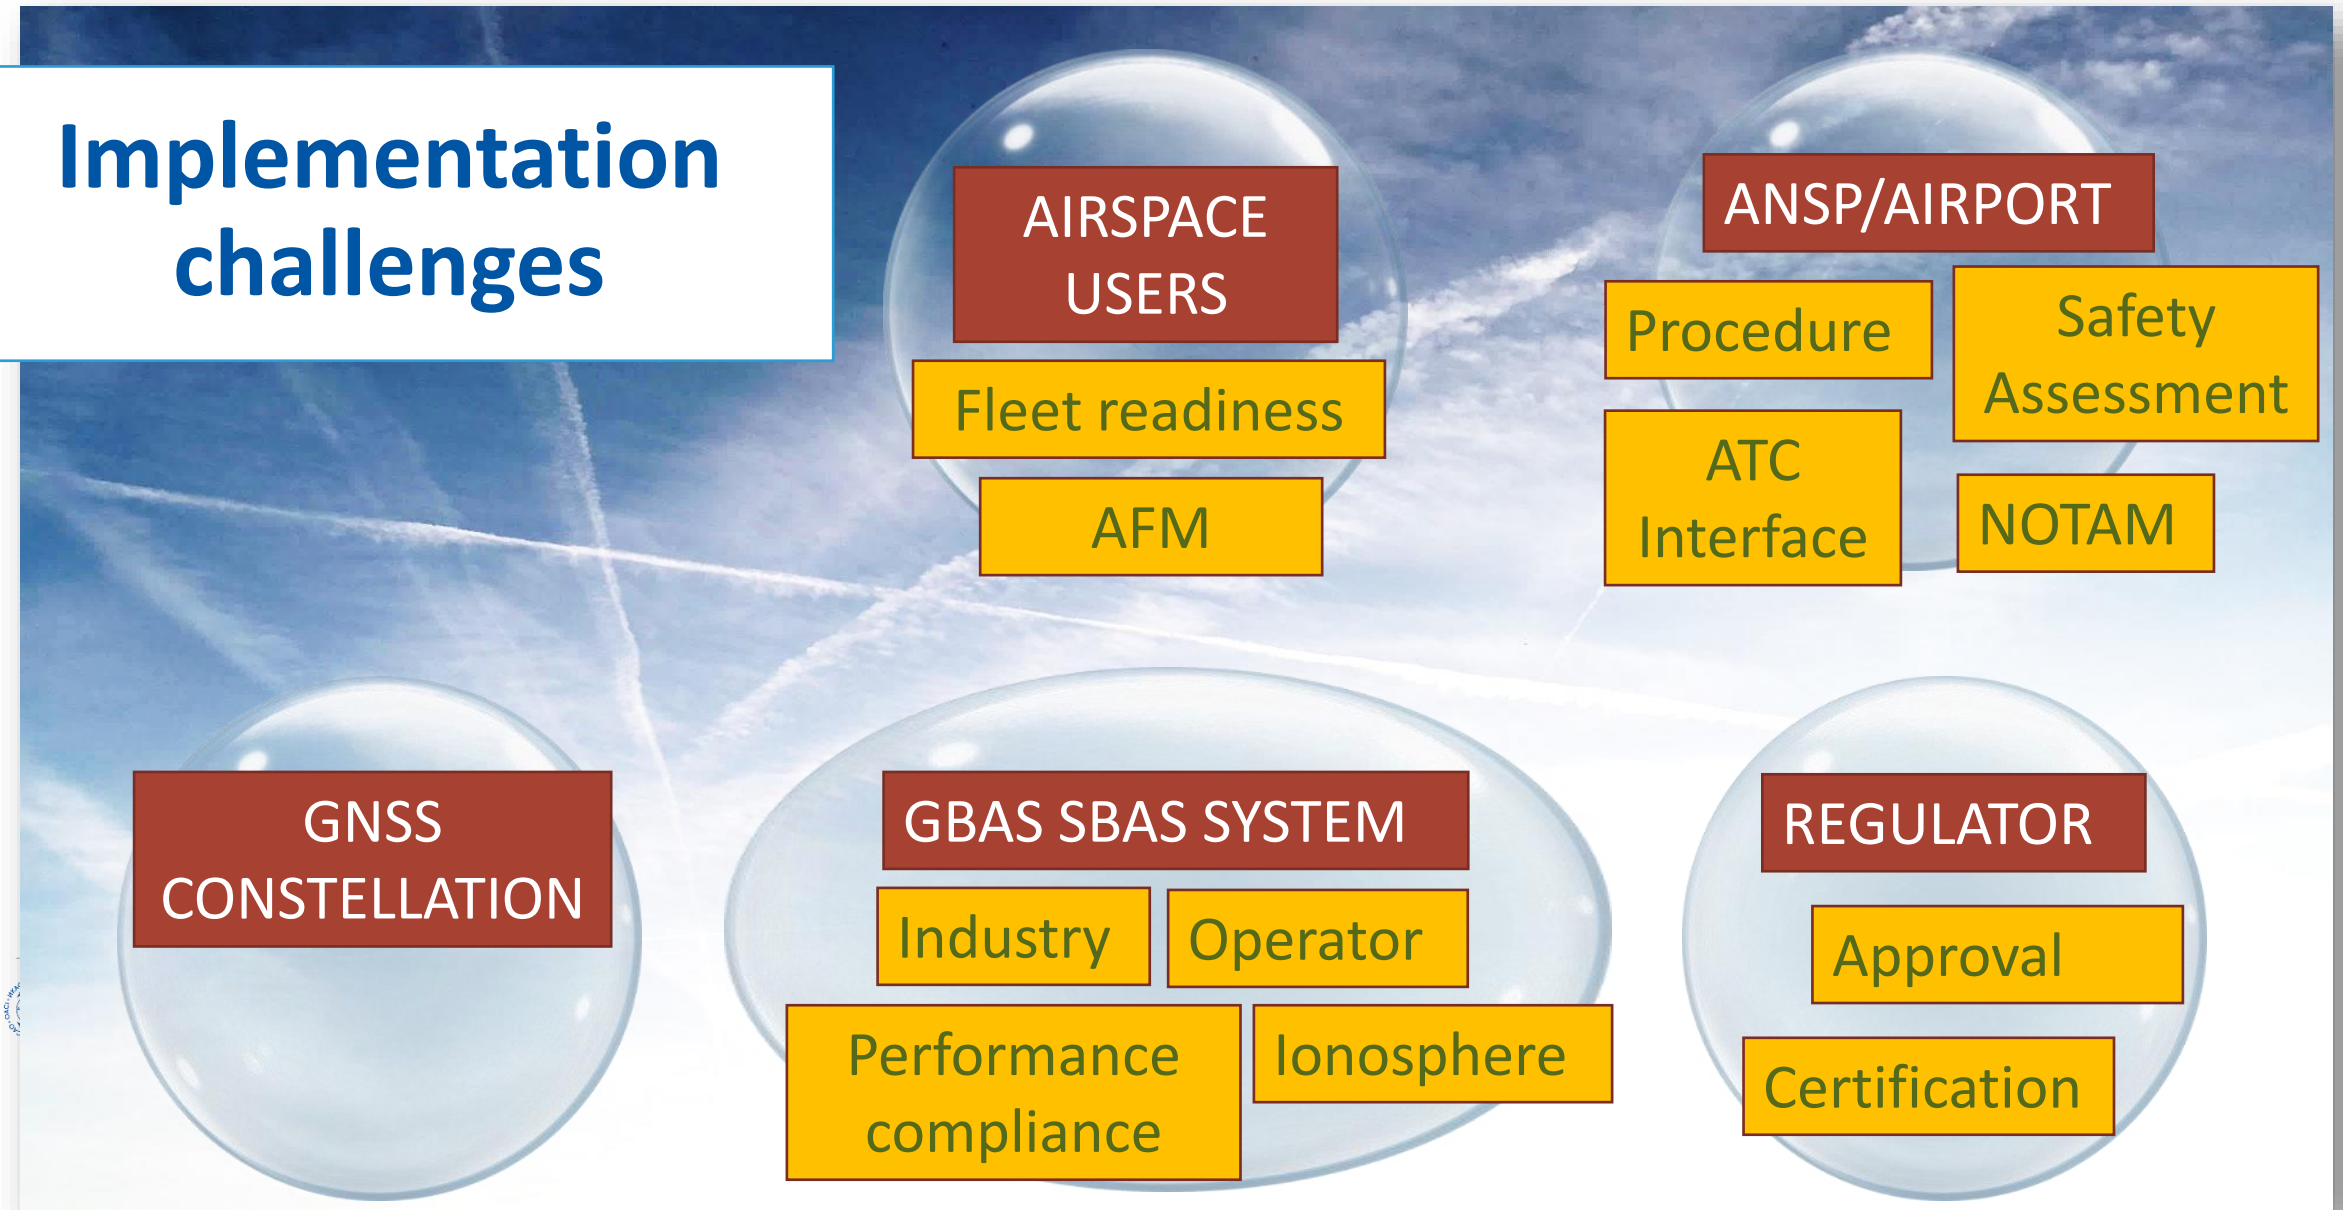 Implementation
challenges
AIRSPACE
USERS
Fleet readiness
AFM
ANSP/AIRPORT
Procedure
Safety
Assessment
ATC
Interface
NOTAM
GNSS
CONSTELLATION
GBAS SBAS SYSTEM
Industry
Operator
Performance
compliance
Ionosphere
REGULATOR
Approval
Certification